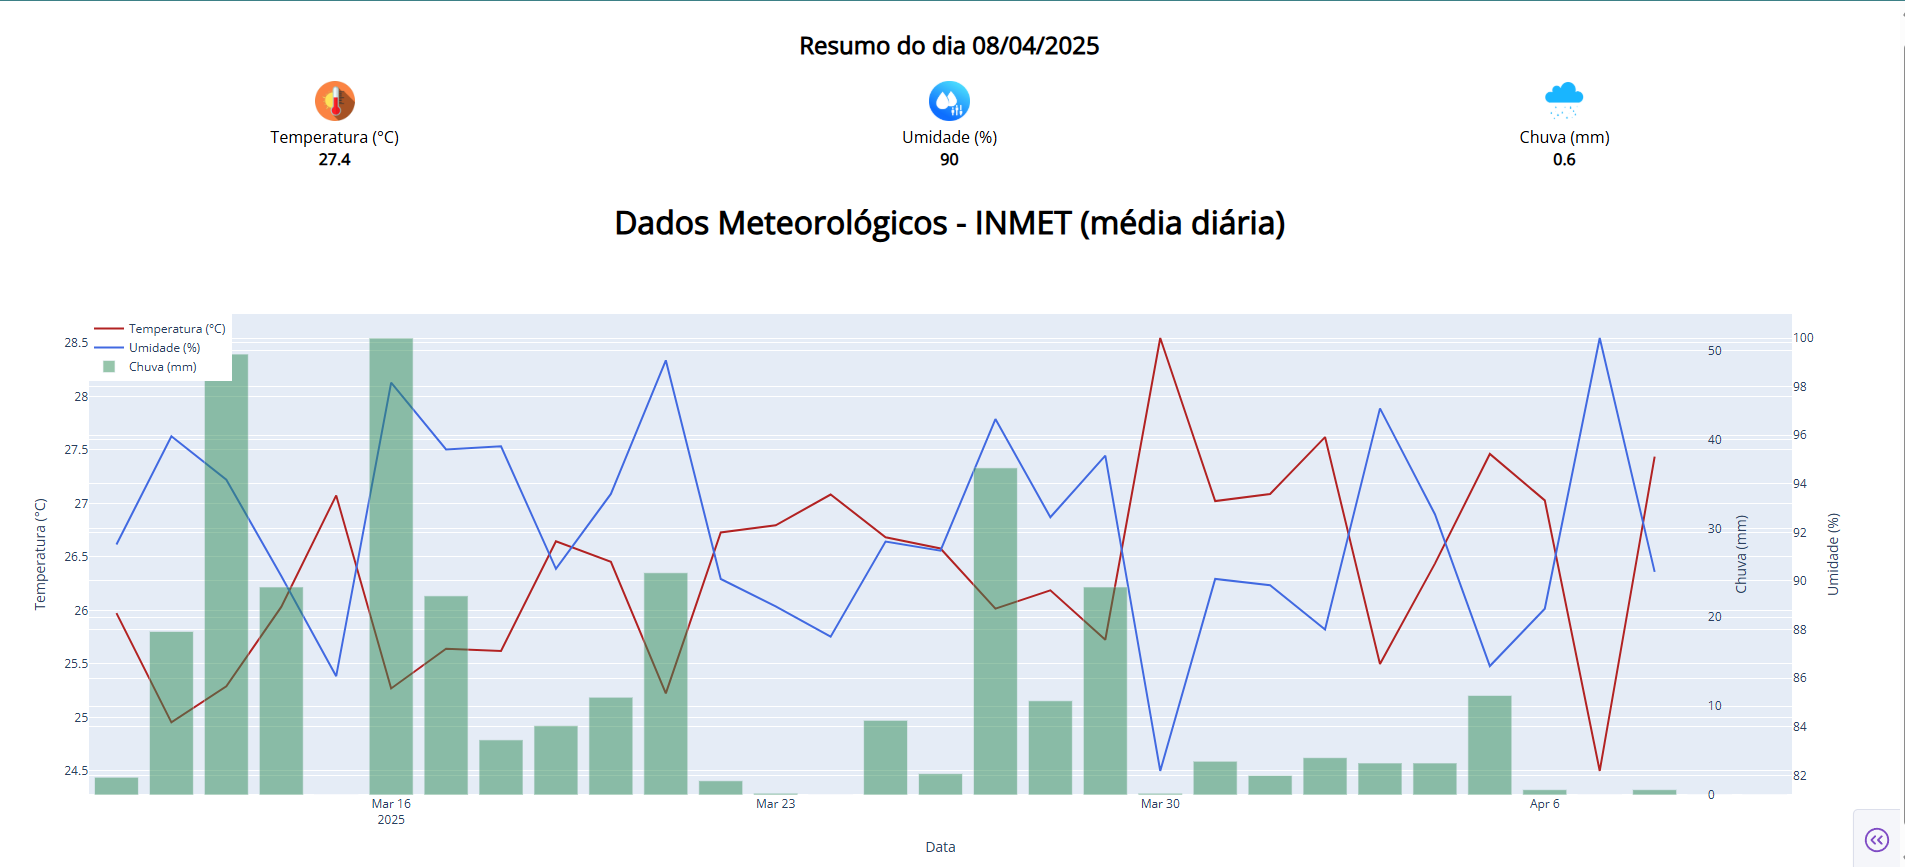 Resumo do dia 08/04/2025
Temperatura (°C)
27.4
Umidade (%)
90
Chuva (mm)
0.6
Dados Meteorológicos - INMET (média diária)
Temperatura (°C)
Umidade (%)
Chuva (mm)
28.5
28
27.5
27
26.5
26
25.5
25
24.5
Temperatura (°C)
50
40
30
20
10
0
Chuva (mm)
100
98
96
94
92
90
88
86
84
82
Umidade (%)
Mar 16
2025
Mar 23
Mar 30
Apr 6
Data